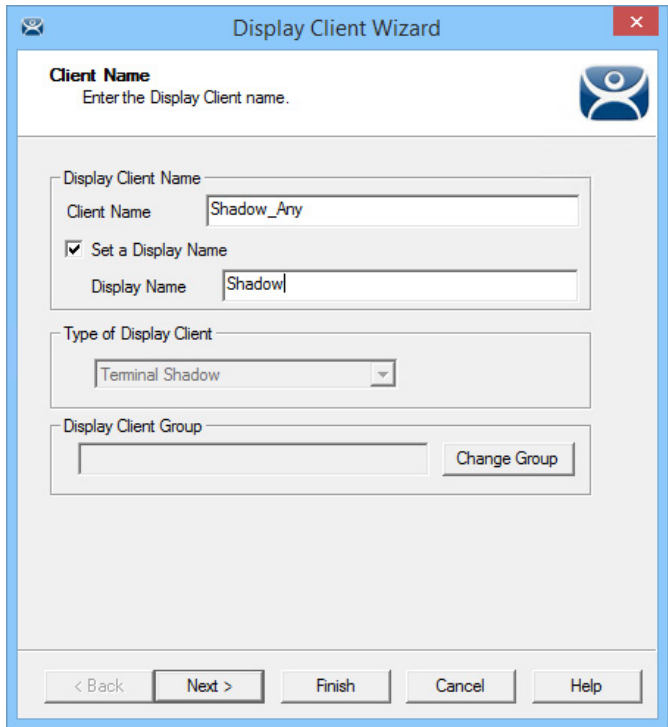 Display Client Wizard
Client Name
Enter the Display Client name.
Display Client Name
Client Name Shadow_Any
Set a Display Name
Display Name Shadow
Type of Display Client
Terminal Shadow
Display Client Group
Change Group
< Back Next > Finish Cancel Help